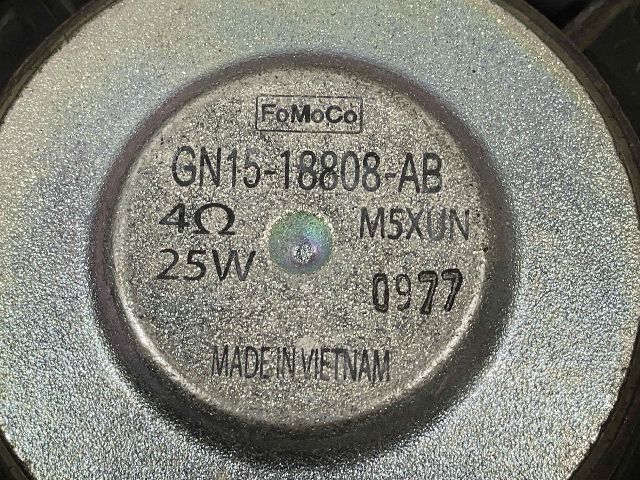 FoMoCo
GN15-18808-AB
4Ω M5XUN
25W 0977
MADE IN VIETNAM